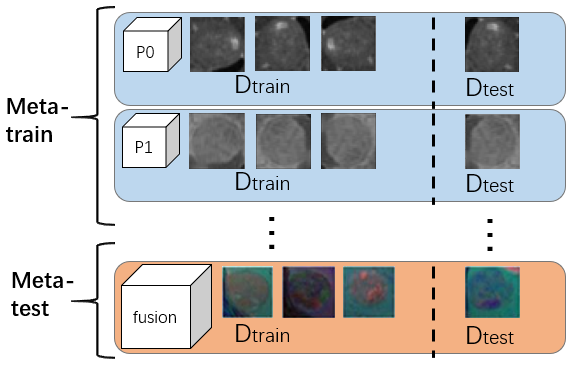 Meta-
train
P0
Dtrain
Dtest
P1
Dtrain
Dtest
Meta-
test
fusion
Dtrain
Dtest